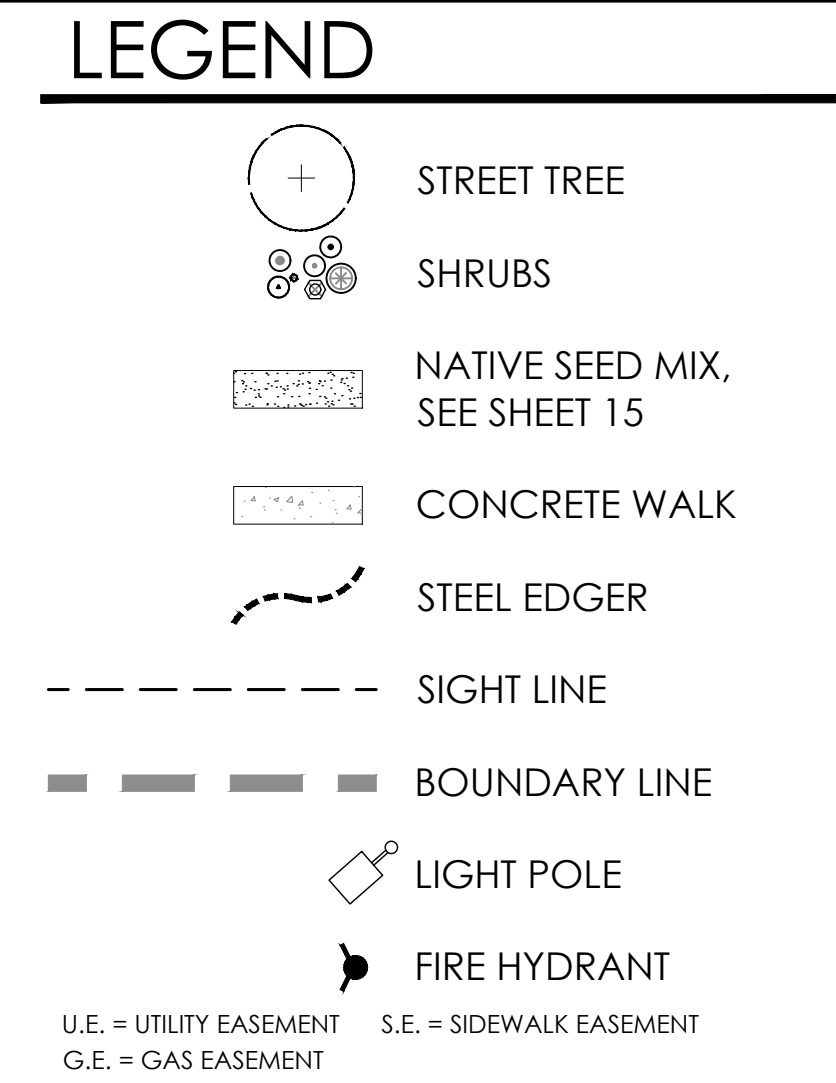 LEGEND
STREET TREE
SHRUBS
NATIVE SEED MIX,
SEE SHEET 15
CONCRETE WALK
STEEL EDGER
SIGHT LINE
BOUNDARY LINE
LIGHT POLE
FIRE HYDRANT
U.E. = UTILITY EASEMENT S.E. = SIDEWALK EASEMENT
G.E. = GAS EASEMENT